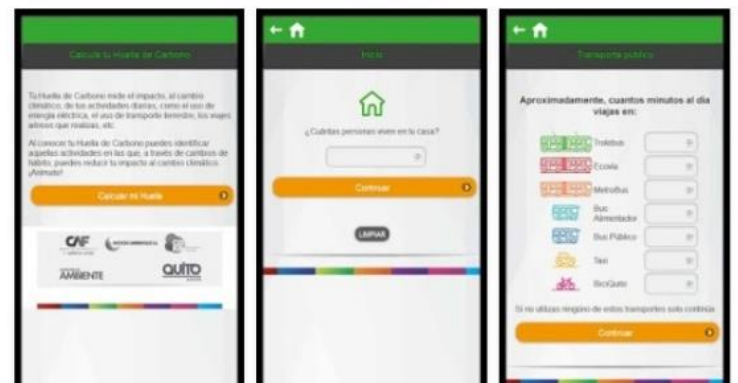 Calcula tu Huella de Carbono
Tu Huella de Carbono mide el impacto, al cambio
climático, de tus actividades diarias, como el uso de
energía eléctrica, el uso de transporte terrestre, los viajes
aéreos que realizas, etc.
Al conocer tu Huella de Carbono puedes identificar
aquellas actividades en las que, a través de cambios de
hábito, puedes reducir tu impacto al cambio climático.
¡Anímate!
Calcular mi Huella
CAF
AMBIENTE
QUITO
Inicio
¿Cuántas personas viven en tu casa?
Continuar
LIMPIAR
Transporte público
Aproximadamente, cuantos minutos al día
viajas en:
Trolebus
Ecovía
MetroBus
Bus
Alimentador
Bus Público
Taxi
BiciQuito
Si no utilizas ninguno de estos transportes solo continúa
Continuar